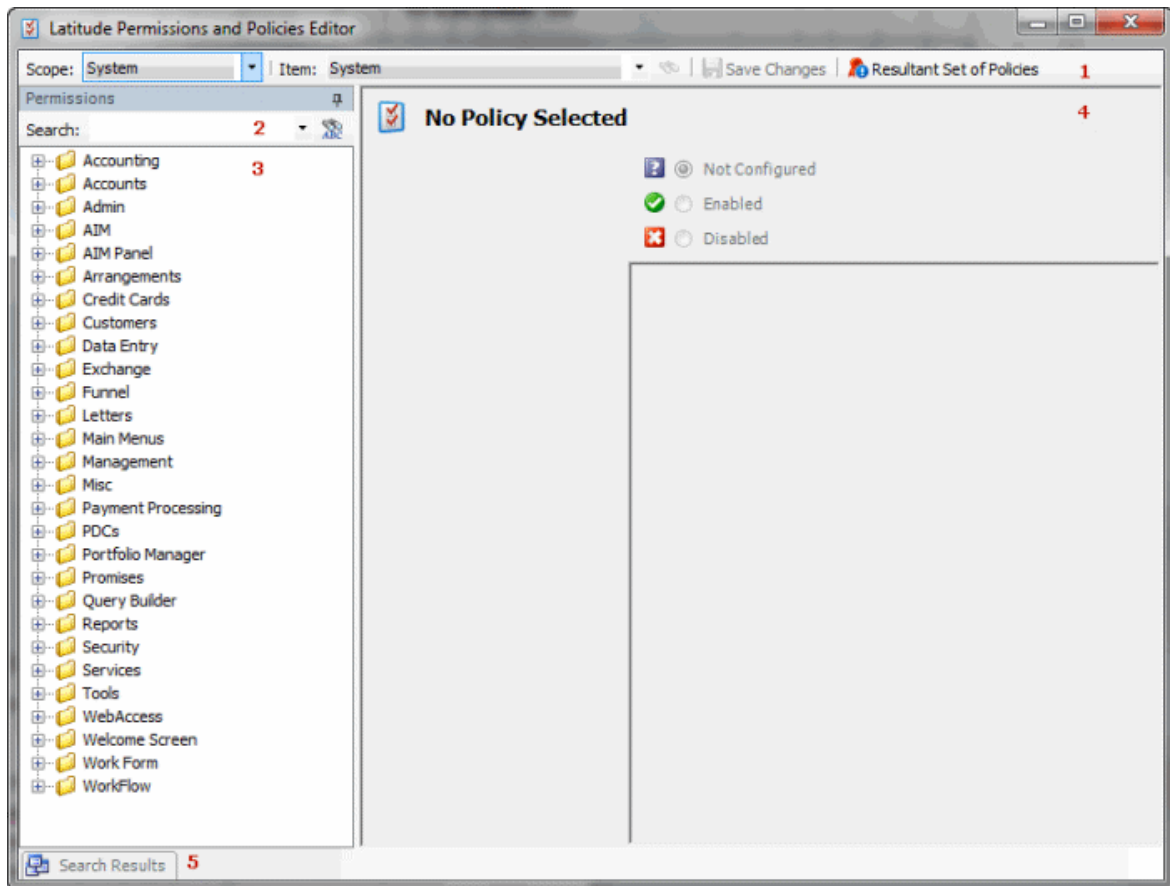 Latitude Permissions and Policies Editor
Scope: System Item: System Save Changes Resultant Set of Policies 1
Permissions
Search: 2
ABC
No Policy Selected 4
3
Not Configured
Enabled
Disabled
Accounting
Accounts
Admin
AIM
AIM Panel
Arrangements
Credit Cards
Customers
Data Entry
Exchange
Funnel
Letters
Main Menus
Management
Misc
Payment Processing
PDCs
Portfolio Manager
Promises
Query Builder
Reports
Security
Services
Tools
WebAccess
Welcome Screen
Work Form
WorkFlow
Search Results 5